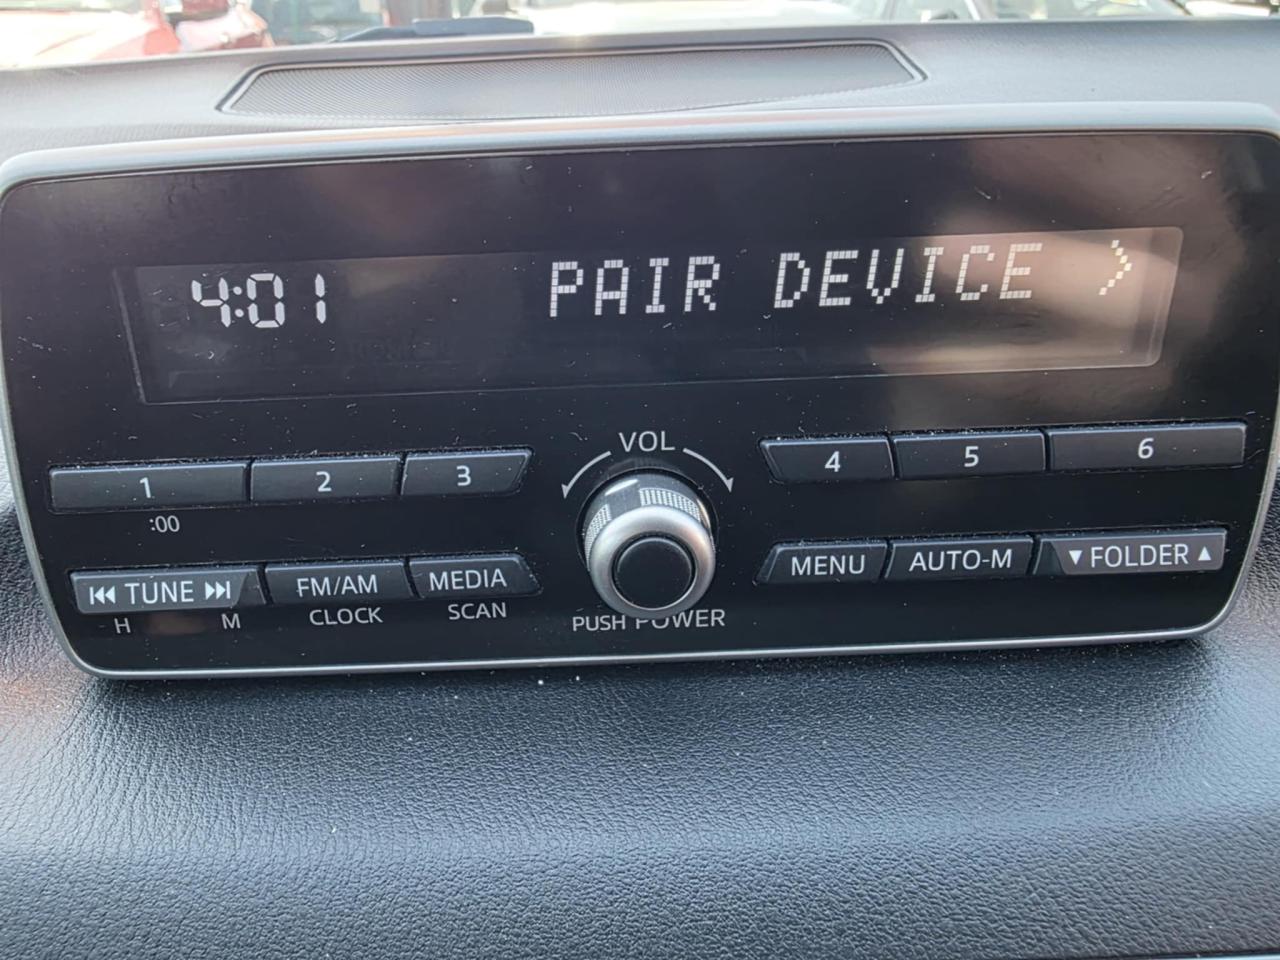 4:01 PAIR DEVICE >
VOL
1 2 3 4 5 6
:00
⏮ TUNE ⏭ FM/AM MEDIA MENU AUTO-M ▼ FOLDER ▲
H M CLOCK SCAN PUSH POWER